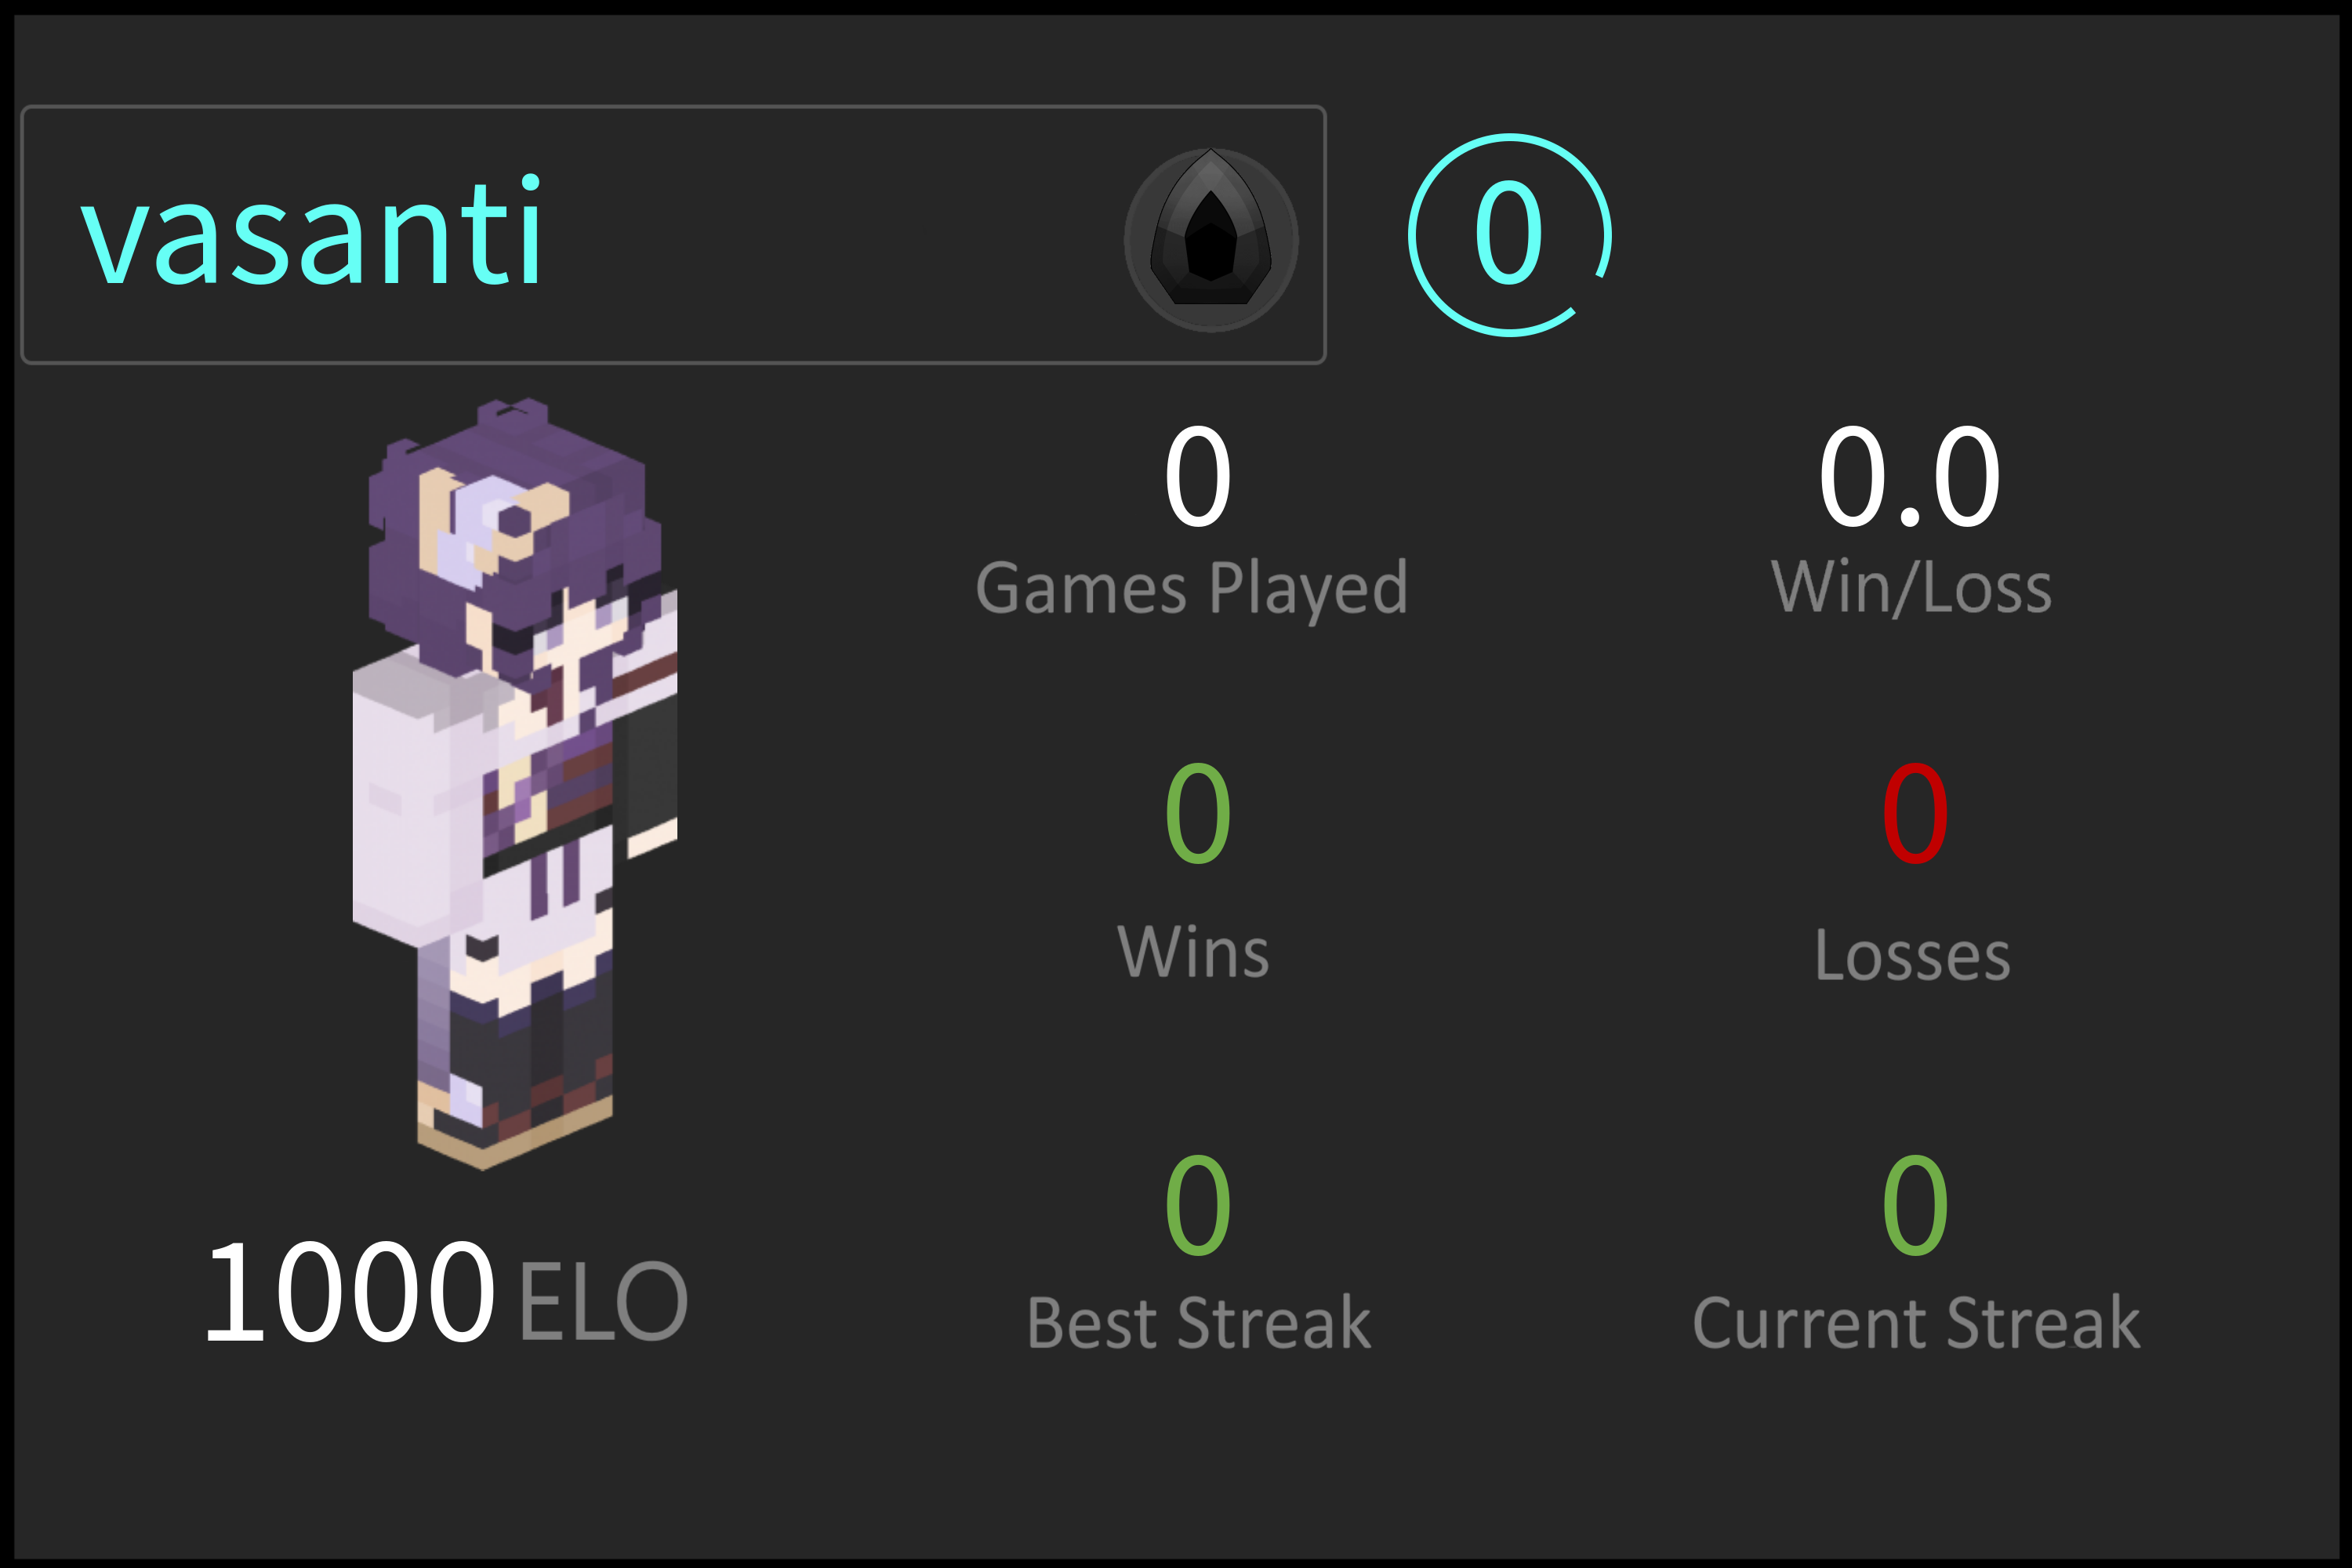 vasanti
0
0
Games Played
0.0
Win/Loss
0
Wins
0
Losses
1000 ELO
0
Best Streak
0
Current Streak